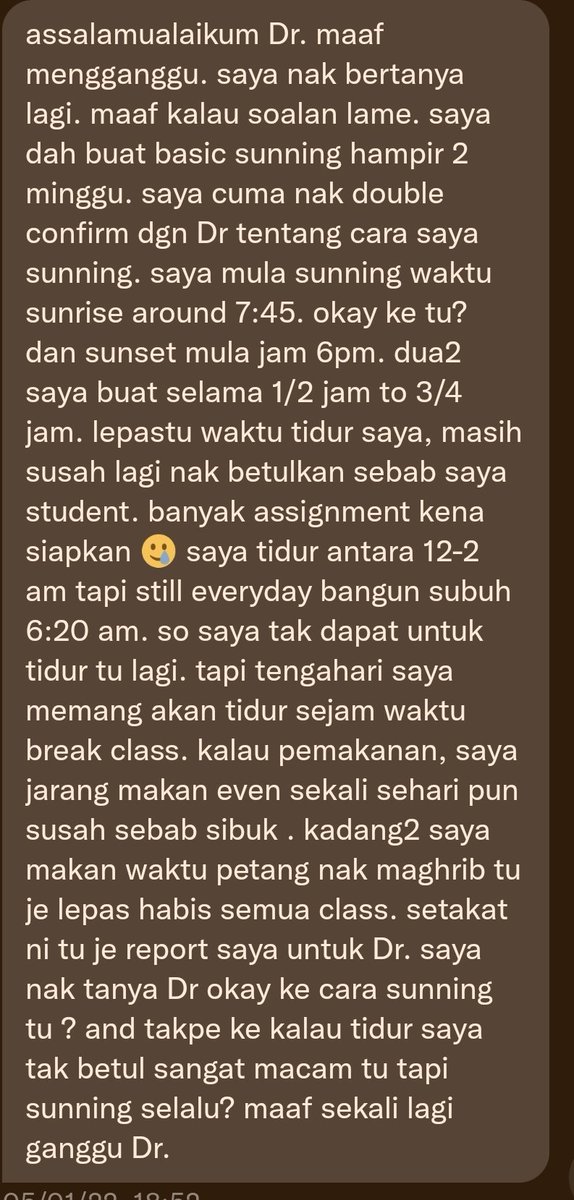 assalamualaikum Dr. maaf
mengganggu. saya nak bertanya
lagi. maaf kalau soalan lame. saya
dah buat basic sunning hampir 2
minggu. saya cuma nak double
confirm dgn Dr tentang cara saya
sunning. saya mula sunning waktu
sunrise around 7:45. okay ke tu?
dan sunset mula jam 6pm. dua2
saya buat selama 1/2 jam to 3/4
jam. lepastu waktu tidur saya, masih
susah lagi nak betulkan sebab saya
student. banyak assignment kena
siapkan 🥲 saya tidur antara 12-2
am tapi still everyday bangun subuh
6:20 am. so saya tak dapat untuk
tidur tu lagi. tapi tengahari saya
memang akan tidur sejam waktu
break class. kalau pemakanan, saya
jarang makan even sekali sehari pun
susah sebab sibuk . kadang2 saya
makan waktu petang nak maghrib tu
je lepas habis semua class. setakat
ni tu je report saya untuk Dr. saya
nak tanya Dr okay ke cara sunning
tu ? and takpe ke kalau tidur saya
tak betul sangat macam tu tapi
sunning selalu? maaf sekali lagi
ganggu Dr.